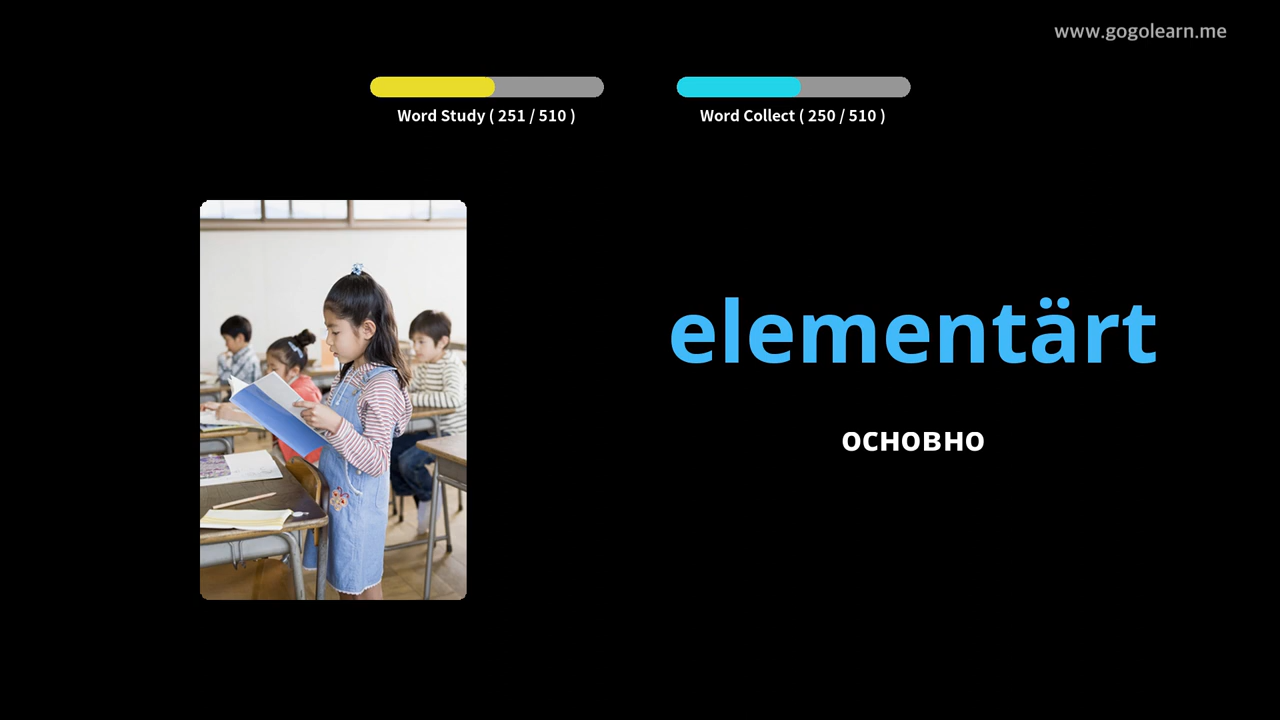 www.gogolearn.me
Word Study ( 251 / 510 )
Word Collect ( 250 / 510 )
elementärt
основно